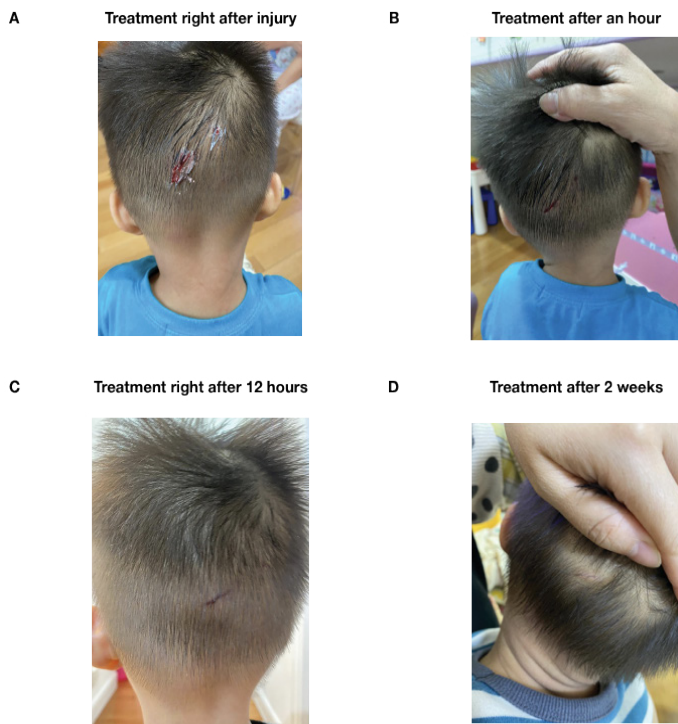 A Treatment right after injury
B Treatment after an hour
C Treatment right after 12 hours
D Treatment after 2 weeks